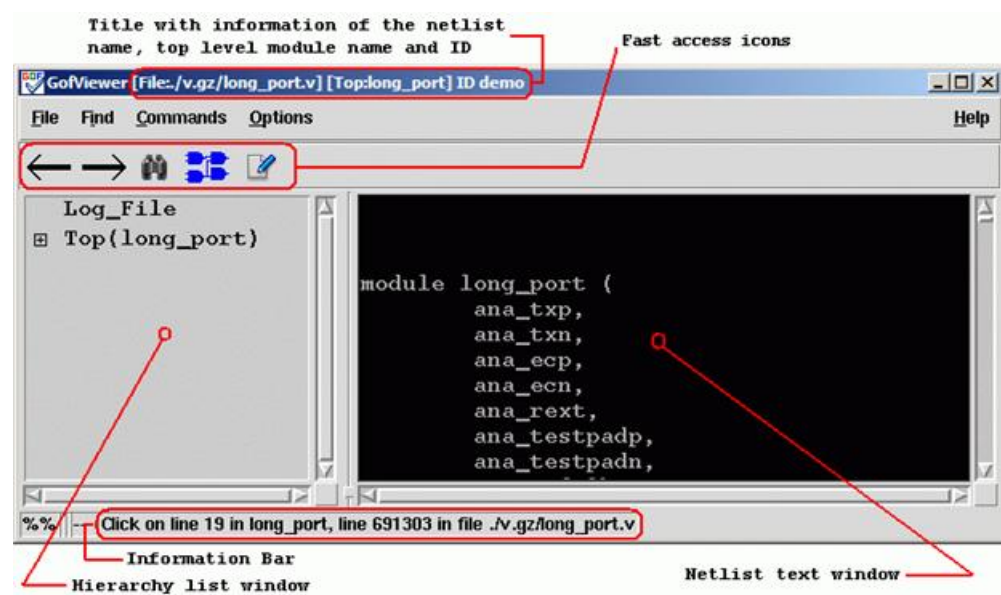 Title with information of the netlist
name, top level module name and ID
Fast access icons
GofViewer [File:./v.gz/long_port.v] [Top:long_port] ID demo
File Find Commands Options Help
Log_File
Top(long_port)
module long_port (
ana_txp,
ana_txn,
ana_ecp,
ana_ecn,
ana_rext,
ana_testpadp,
ana_testpadn,
%% -- Click on line 19 in long_port, line 691303 in file ./v.gz/long_port.v
Information Bar
Hierarchy list window
Netlist text window